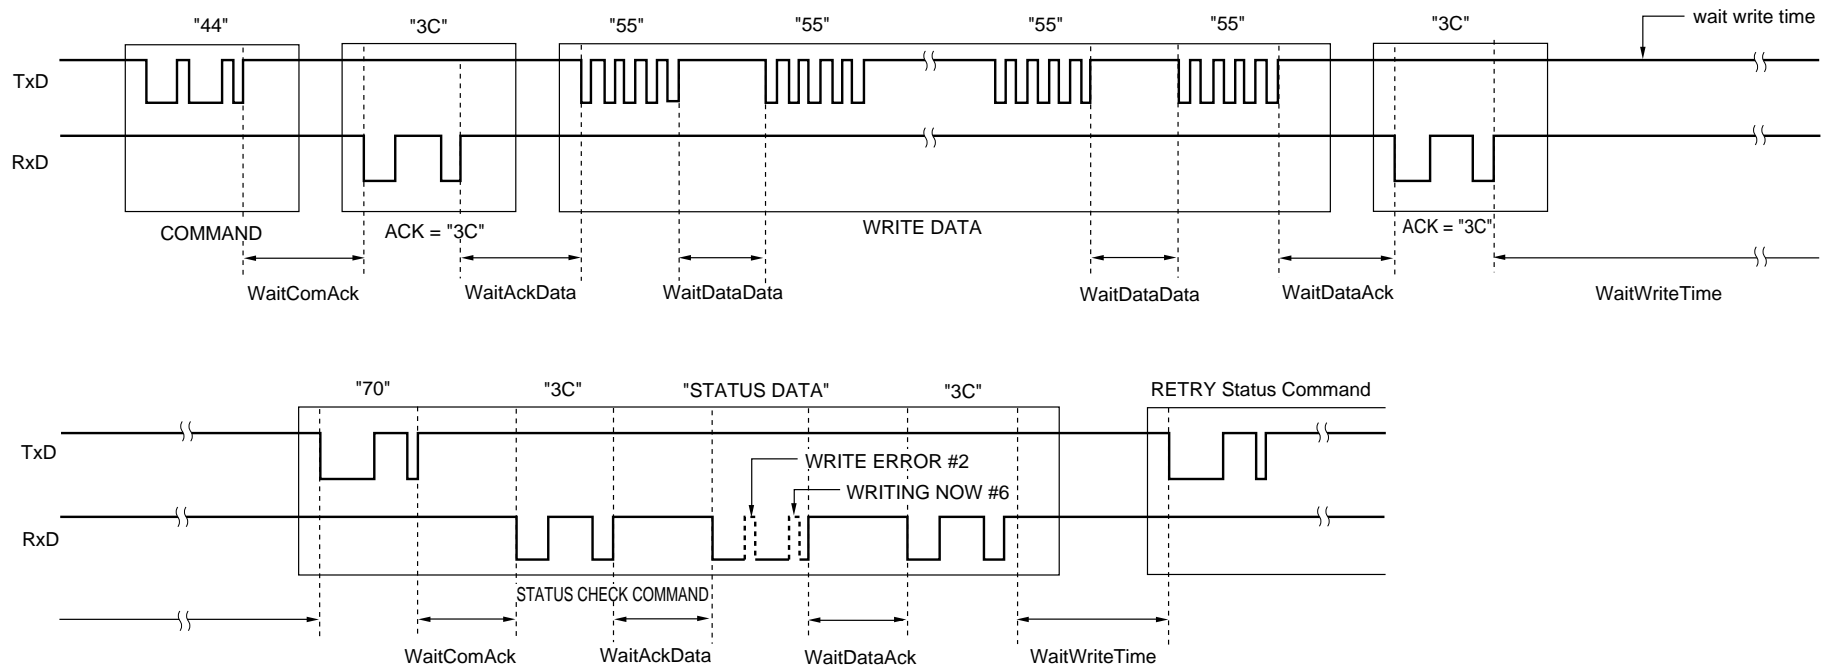 "44" "3C" "55" "55" "55" "55" "3C" wait write time
TxD
RxD
COMMAND ACK = "3C" WRITE DATA ACK = "3C"
WaitComAck WaitAckData WaitDataData WaitDataData WaitDataAck WaitWriteTime
"70" "3C" "STATUS DATA" "3C" RETRY Status Command
TxD
WRITE ERROR #2
WRITING NOW #6
RxD
STATUS CHECK COMMAND
WaitComAck WaitAckData WaitDataAck WaitWriteTime